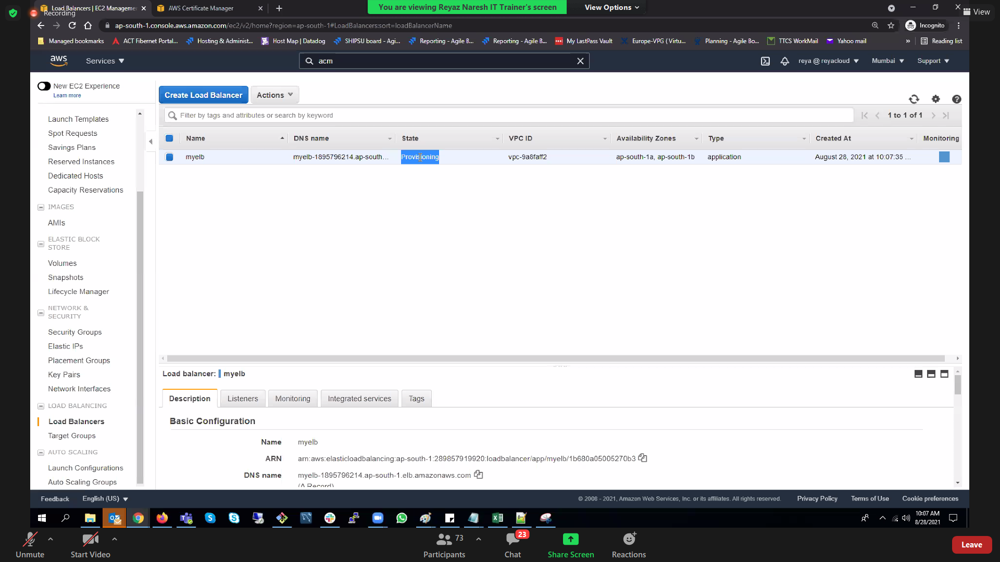 Load Balancers | EC2 Managemen
AWS Certificate Manager
You are viewing Reyaz Naresh IT Trainer's screen
View Options
View
Recording
ap-south-1.console.aws.amazon.com/ec2/v2/home?region=ap-south-1#LoadBalancers:sort=loadBalancerName
Incognito
Managed bookmarks
ACT Fibernet Portal...
Hosting & Administ...
Host Map | Datadog
SHIPSU board - Agi...
Reporting - Agile B...
Reporting - Agile B...
My LastPass Vault
Europe-VPG ( Virtu...
Planning - Agile Bo...
TTCS WorkMail
Yahoo mail
»
Reading list
aws
Services
acm
reya @ reyacloud
Mumbai
Support
New EC2 Experience
Learn more
Launch Templates
Spot Requests
Savings Plans
Reserved Instances
Dedicated Hosts
Capacity Reservations
IMAGES
AMIs
ELASTIC BLOCK
STORE
Volumes
Snapshots
Lifecycle Manager
NETWORK &
SECURITY
Security Groups
Elastic IPs
Placement Groups
Key Pairs
Network Interfaces
LOAD BALANCING
Load Balancers
Target Groups
AUTO SCALING
Launch Configurations
Auto Scaling Groups
Create Load Balancer
Actions
Filter by tags and attributes or search by keyword
1 to 1 of 1
Name
DNS name
State
VPC ID
Availability Zones
Type
Created At
Monitoring
myelb
myelb-1895796214.ap-south...
Provisioning
vpc-9a8faff2
ap-south-1a, ap-south-1b
application
August 28, 2021 at 10:07:35 ...
Load balancer: myelb
Description
Listeners
Monitoring
Integrated services
Tags
Basic Configuration
Name myelb
ARN arn:aws:elasticloadbalancing:ap-south-1:289857919920:loadbalancer/app/myelb/1b680a05005270b3
DNS name myelb-1895796214.ap-south-1.elb.amazonaws.com
(A Record)
Feedback
English (US)
© 2008 - 2021, Amazon Web Services, Inc. or its affiliates. All rights reserved.
Privacy Policy
Terms of Use
Cookie preferences
10:07 AM
8/28/2021
Unmute
Start Video
73
Participants
23
Chat
Share Screen
Reactions
Leave